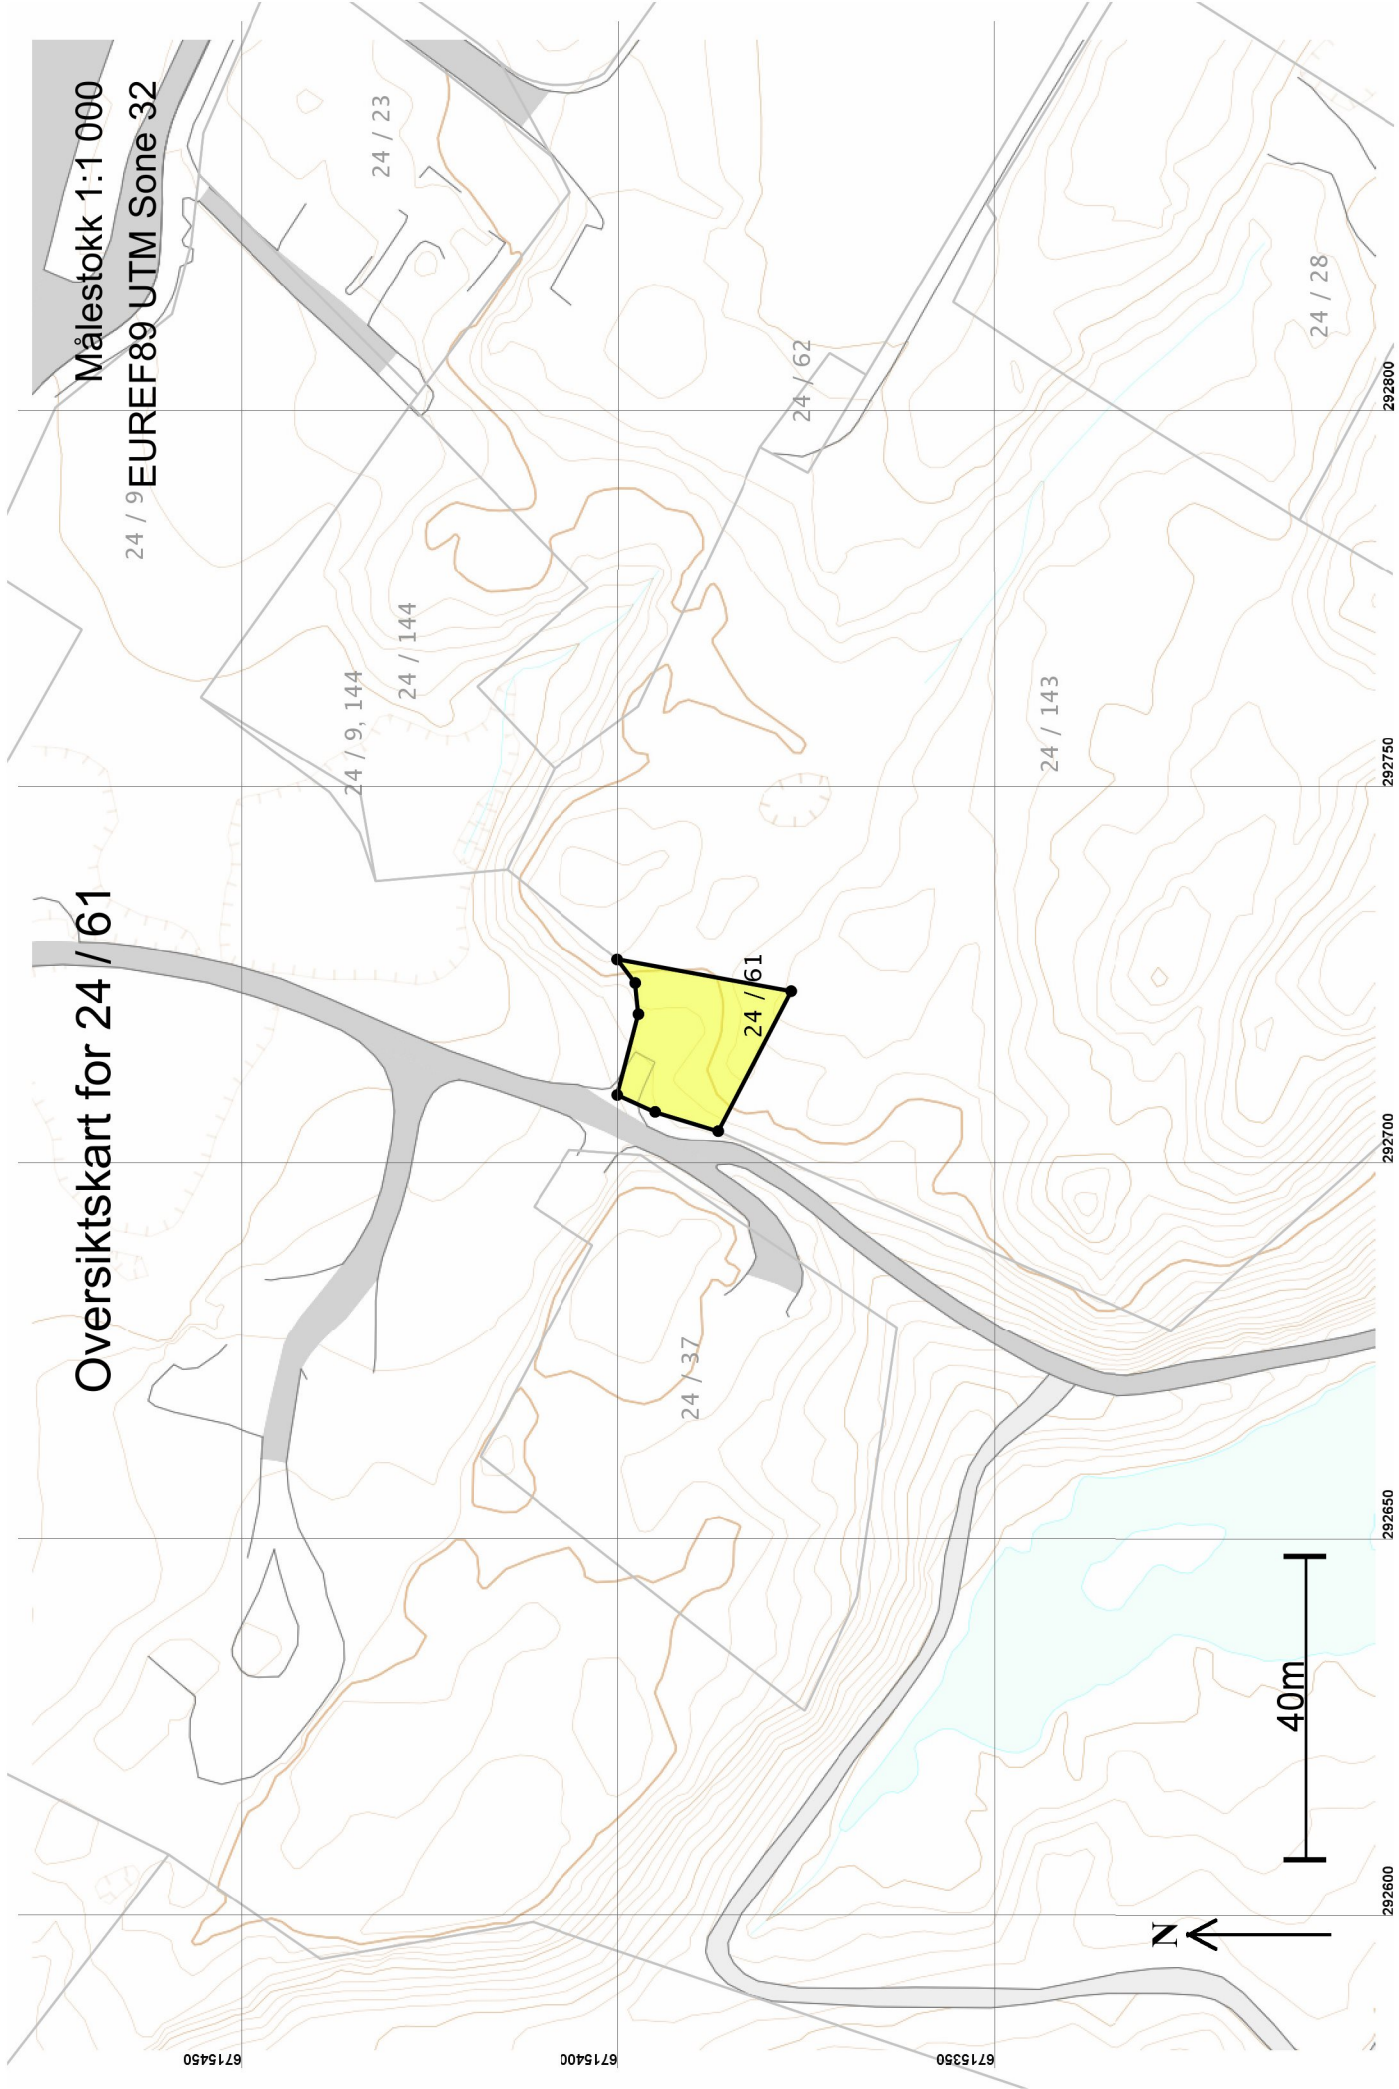 Oversiktskart for 24 / 61
Målestokk 1:1 000
EUREF89 UTM Sone 32
24 / 9
24 / 23
24 / 9, 144
24 / 144
24 / 37
24 / 61
24 / 62
24 / 143
24 / 28
6715450
6715400
6715350
292600
292650
292700
292750
292800
40m
N